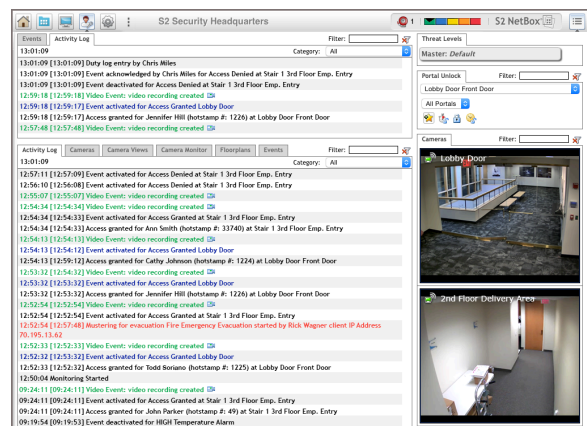 S2 Security Headquarters
1
S2 NetBox
Events
Activity Log
Filter:
13:01:09
Category: All
13:01:09 [13:01:09] Duty log entry by Chris Miles
13:01:09 [13:01:09] Event acknowledged by Chris Miles for Access Denied at Stair 1 3rd Floor Emp. Entry
13:01:09 [13:01:09] Event deactivated for Access Denied at Stair 1 3rd Floor Emp. Entry
12:59:18 [12:59:18] Video Event: video recording created
12:59:18 [12:59:17] Event activated for Access Granted Lobby Door
12:59:18 [12:59:17] Access granted for Jennifer Hill (hotstamp #: 1226) at Lobby Door Front Door
12:57:48 [12:57:48] Video Event: video recording created
Activity Log
Cameras
Camera Views
Camera Monitor
Floorplans
Events
Filter:
13:01:09
Category: All
12:57:11 [12:57:09] Event activated for Access Denied at Stair 1 3rd Floor Emp. Entry
12:56:10 [12:56:08] Event activated for Access Denied at Stair 1 3rd Floor Emp. Entry
12:55:07 [12:55:07] Video Event: video recording created
12:54:34 [12:54:34] Video Event: video recording created
12:54:34 [12:54:33] Event activated for Access Granted at Stair 1 3rd Floor Emp. Entry
12:54:34 [12:54:33] Access granted for Ann Smith (hotstamp #: 33740) at Stair 1 3rd Floor Emp. Entry
12:54:13 [12:54:13] Video Event: video recording created
12:54:13 [12:54:12] Event activated for Access Granted Lobby Door
12:54:13 [12:59:12] Access granted for Cathy Johnson (hotstamp #: 1224) at Lobby Door Front Door
12:53:32 [12:54:32] Video Event: video recording created
12:53:32 [12:53:32] Event activated for Access Granted Lobby Door
12:53:32 [12:53:32] Access granted for Jennifer Hill (hotstamp #: 1226) at Lobby Door Front Door
12:52:54 [12:52:54] Video Event: video recording created
12:52:54 [12:52:54] Event activated for Access Granted at Stair 1 3rd Floor Emp. Entry
12:52:54 [12:57:48] Mustering for evacuation Fire Emergency Evacuation started by Rick Wagner client IP Address
70.195.13.62
12:52:33 [12:52:33] Video Event: video recording created
12:52:32 [12:53:32] Event activated for Access Granted Lobby Door
12:52:33 [12:52:33] Access granted for Todd Soriano (hotstamp #: 1225) at Lobby Door Front Door
12:50:04 Monitoring Started
09:24:11 [09:24:11] Video Event: video recording created
09:24:11 [09:24:11] Event activated for Access Granted at Stair 1 3rd Floor Emp. Entry
09:24:11 [09:24:11] Access granted for John Parker (hotstamp #: 49) at Stair 1 3rd Floor Emp. Entry
09:19:54 [09:19:53] Event deactivated for HIGH Temperature Alarm
Threat Levels
Master: Default
Portal Unlock
Filter:
Lobby Door Front Door
All Portals
Cameras
Filter:
Lobby Door
2nd Floor Delivery Area